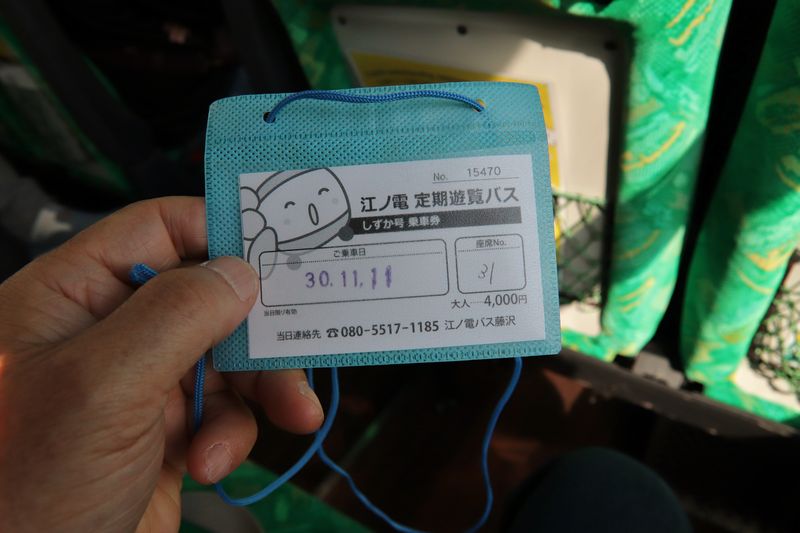 No. 15470
江ノ電 定期遊覧バス
しずか号 乗車券
ご乗車日
30.11.11
座席No.
31
大人 4,000円
当日限り有効
当日連絡先 ☎080-5517-1185 江ノ電バス藤沢